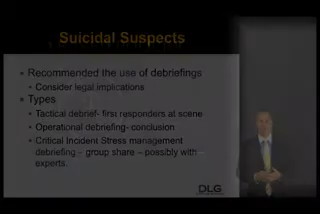 Suicidal Suspects
Recommended the use of debriefings
Consider legal implications
Types
Tactical debrief- first responders at scene
Operational debriefing- conclusion
Critical Incident Stress management
debriefing – group share – possibly with
experts.
DLG